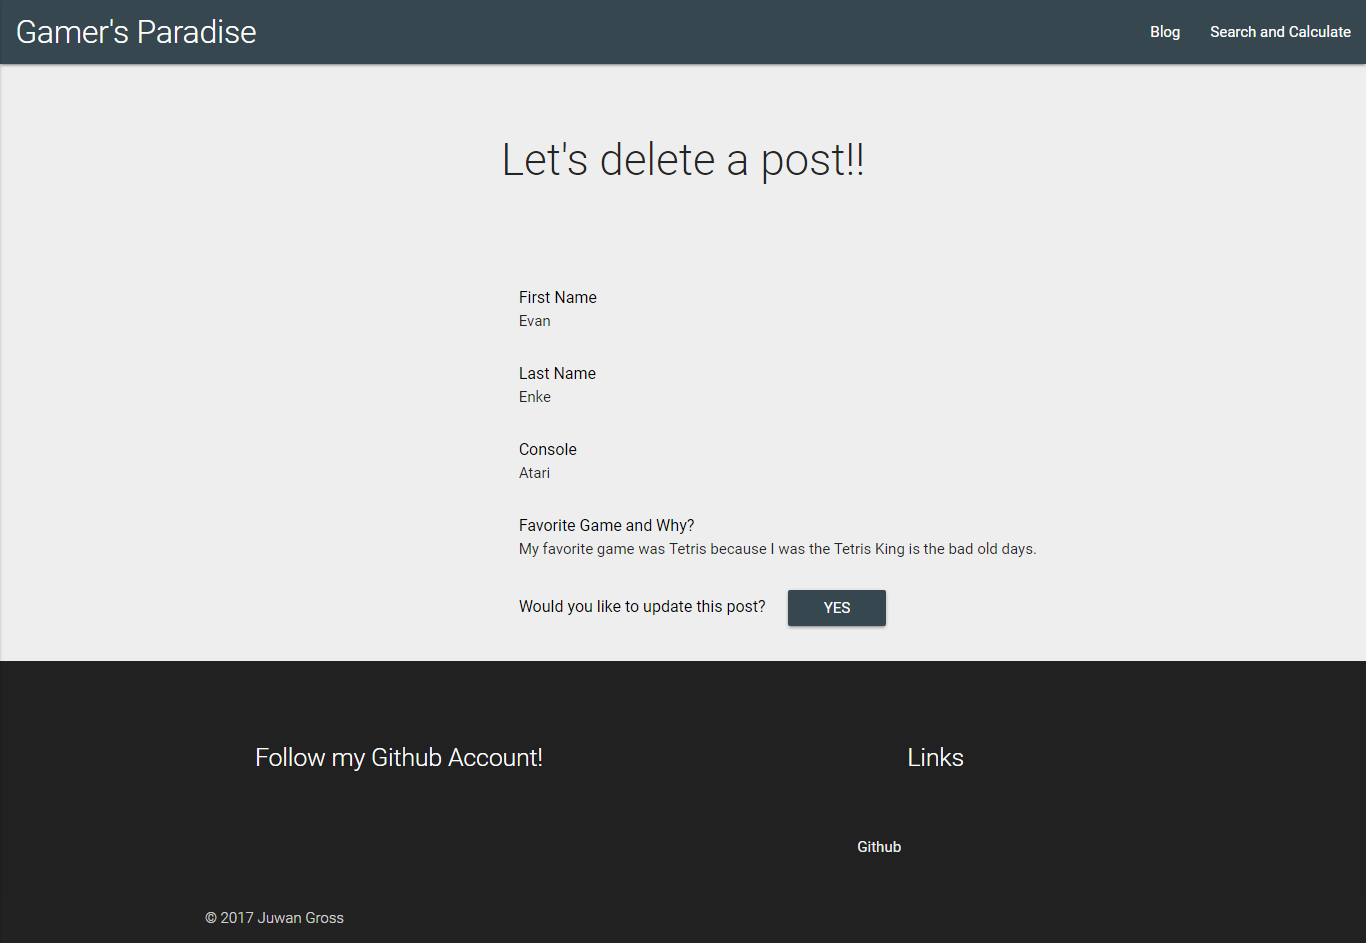 Gamer's Paradise
Blog
Search and Calculate
Let's delete a post!!
First Name
Evan
Last Name
Enke
Console
Atari
Favorite Game and Why?
My favorite game was Tetris because I was the Tetris King is the bad old days.
Would you like to update this post?
YES
Follow my Github Account!
Links
Github
© 2017 Juwan Gross